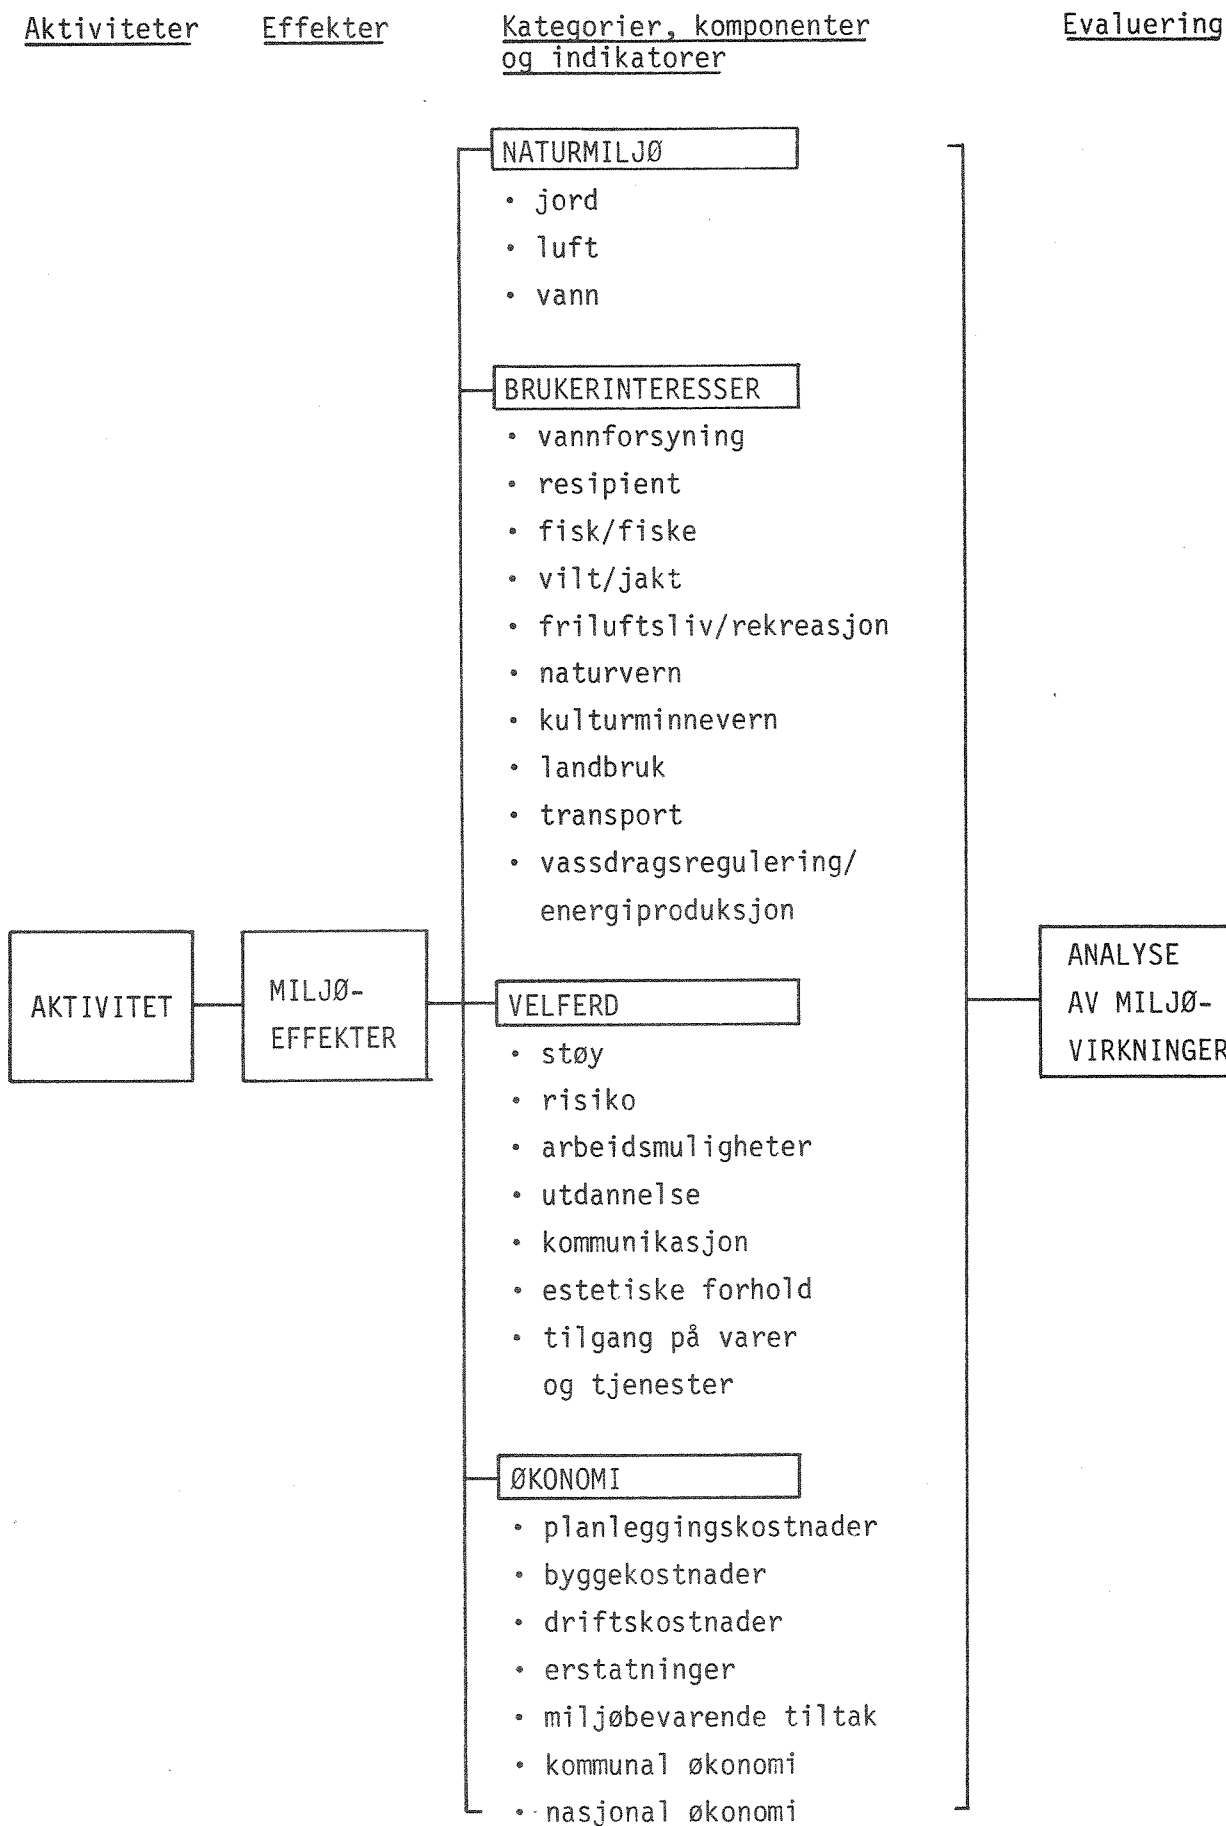 Aktiviteter
Effekter
Kategorier, komponenter
og indikatorer
Evaluering
NATURMILJØ
• jord
• luft
• vann
BRUKERINTERESSER
• vannforsyning
• resipient
• fisk/fiske
• vilt/jakt
• friluftsliv/rekreasjon
• naturvern
• kulturminnevern
• landbruk
• transport
• vassdragsregulering/
energiproduksjon
AKTIVITET
MILJØ-
EFFEKTER
VELFERD
• støy
• risiko
• arbeidsmuligheter
• utdannelse
• kommunikasjon
• estetiske forhold
• tilgang på varer
og tjenester
ØKONOMI
• planleggingskostnader
• byggekostnader
• driftskostnader
• erstatninger
• miljøbevarende tiltak
• kommunal økonomi
• nasjonal økonomi
ANALYSE
AV MILJØ-
VIRKNINGER